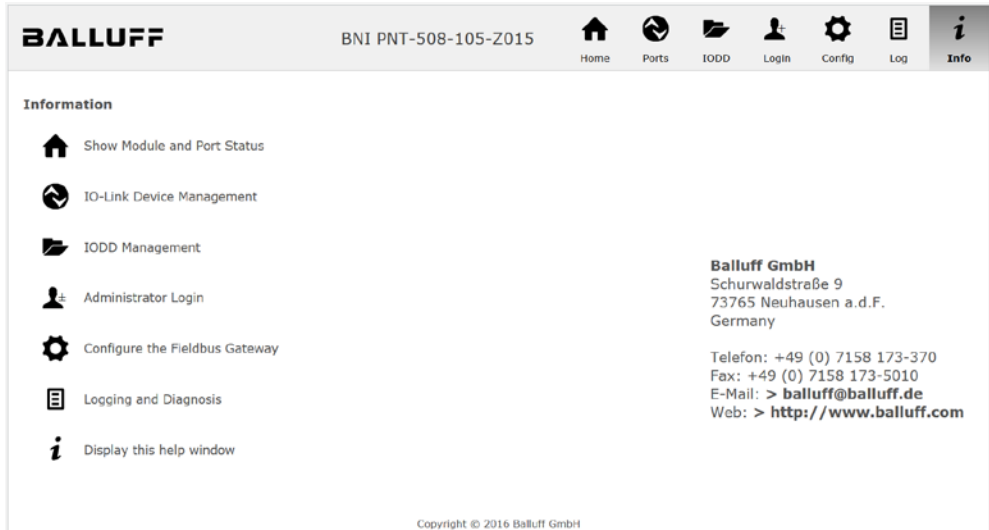 BALLUFF
BNI PNT-508-105-Z015
Home
Ports
IODD
Login
Config
Log
Info
Information
Show Module and Port Status
IO-Link Device Management
IODD Management
Administrator Login
Configure the Fieldbus Gateway
Logging and Diagnosis
Display this help window
Balluff GmbH
Schurwaldstraße 9
73765 Neuhausen a.d.F.
Germany
Telefon: +49 (0) 7158 173-370
Fax: +49 (0) 7158 173-5010
E-Mail: > balluff@balluff.de
Web: > http://www.balluff.com
Copyright © 2016 Balluff GmbH